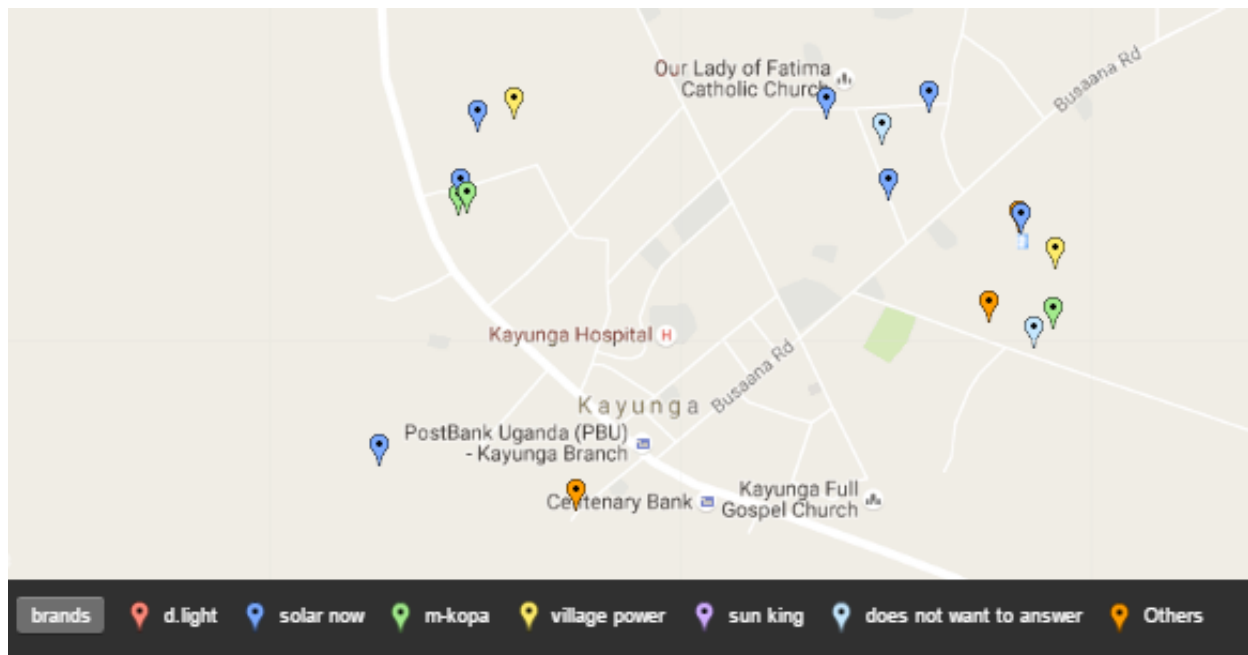 Our Lady of Fatima
Catholic Church
Busaana Rd
Kayunga Hospital H
Busaana Rd
Kayunga
PostBank Uganda (PBU)
- Kayunga Branch
Centenary Bank
Kayunga Full
Gospel Church
brands d.light solar now m-kopa village power sun king does not want to answer Others